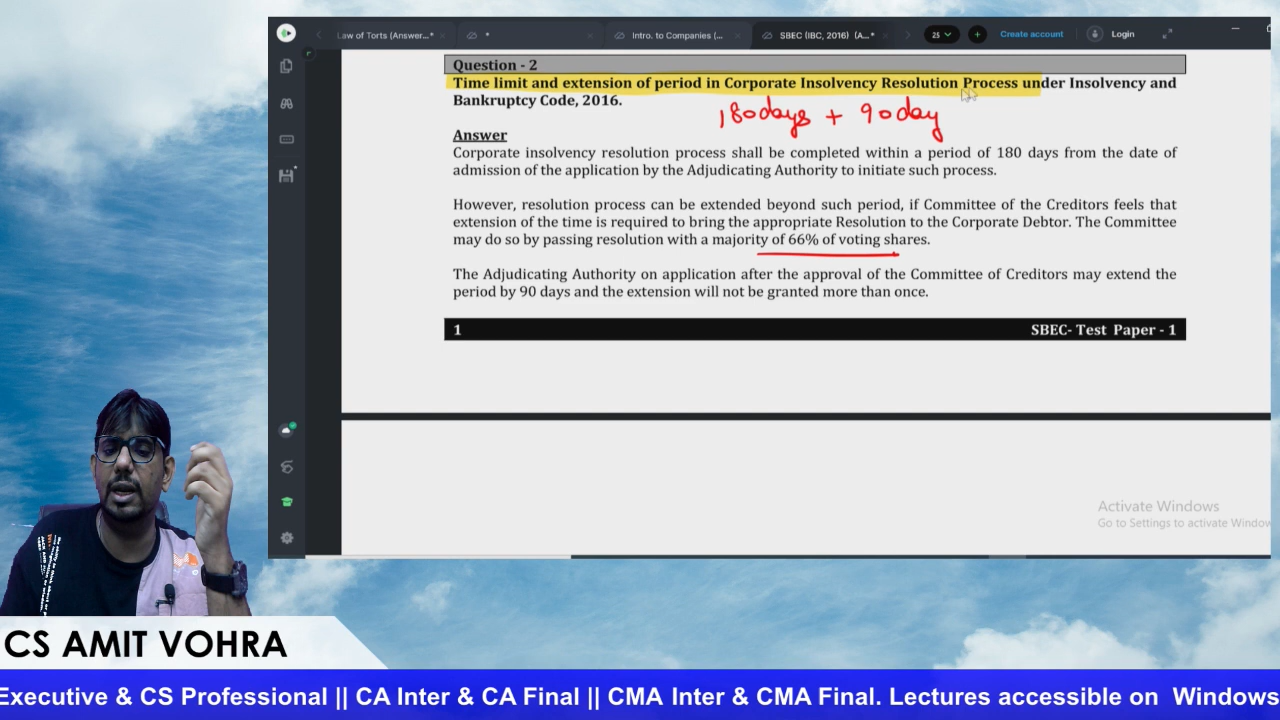 Law of Torts (Answer...*
*
Intro. to Companies (...
SBEC (IBC, 2016) (A...*
25
Create account
Login
Question - 2
Time limit and extension of period in Corporate Insolvency Resolution Process under Insolvency and
Bankruptcy Code, 2016.
180days + 90day
Answer
Corporate insolvency resolution process shall be completed within a period of 180 days from the date of
admission of the application by the Adjudicating Authority to initiate such process.
However, resolution process can be extended beyond such period, if Committee of the Creditors feels that
extension of the time is required to bring the appropriate Resolution to the Corporate Debtor. The Committee
may do so by passing resolution with a majority of 66% of voting shares.
The Adjudicating Authority on application after the approval of the Committee of Creditors may extend the
period by 90 days and the extension will not be granted more than once.
1
SBEC- Test Paper - 1
Activate Windows
Go to Settings to activate Window
CS AMIT VOHRA
Executive & CS Professional || CA Inter & CA Final || CMA Inter & CMA Final. Lectures accessible on Windows